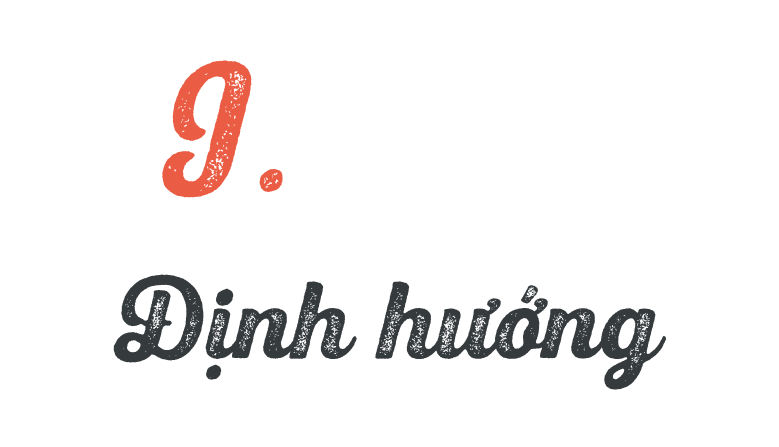 I.
Định hướng